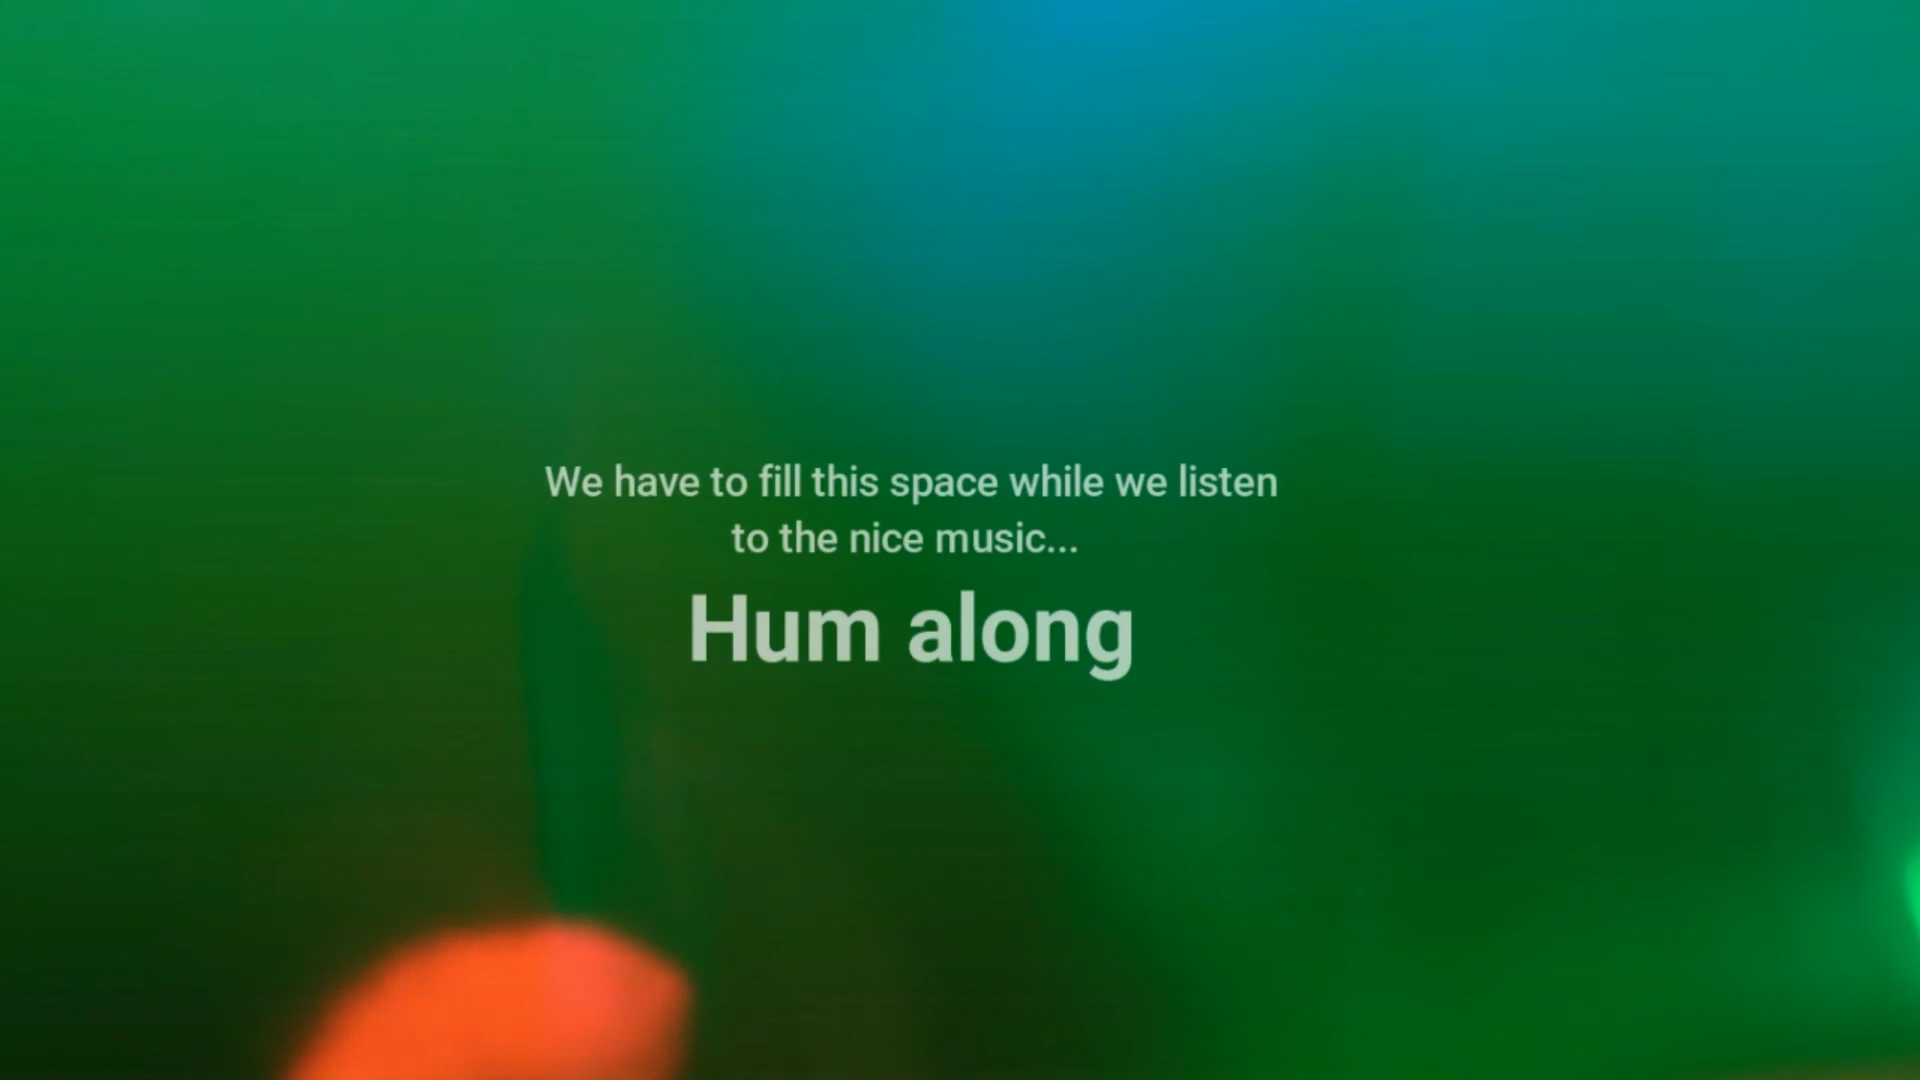 We have to fill this space while we listen
to the nice music...
Hum along